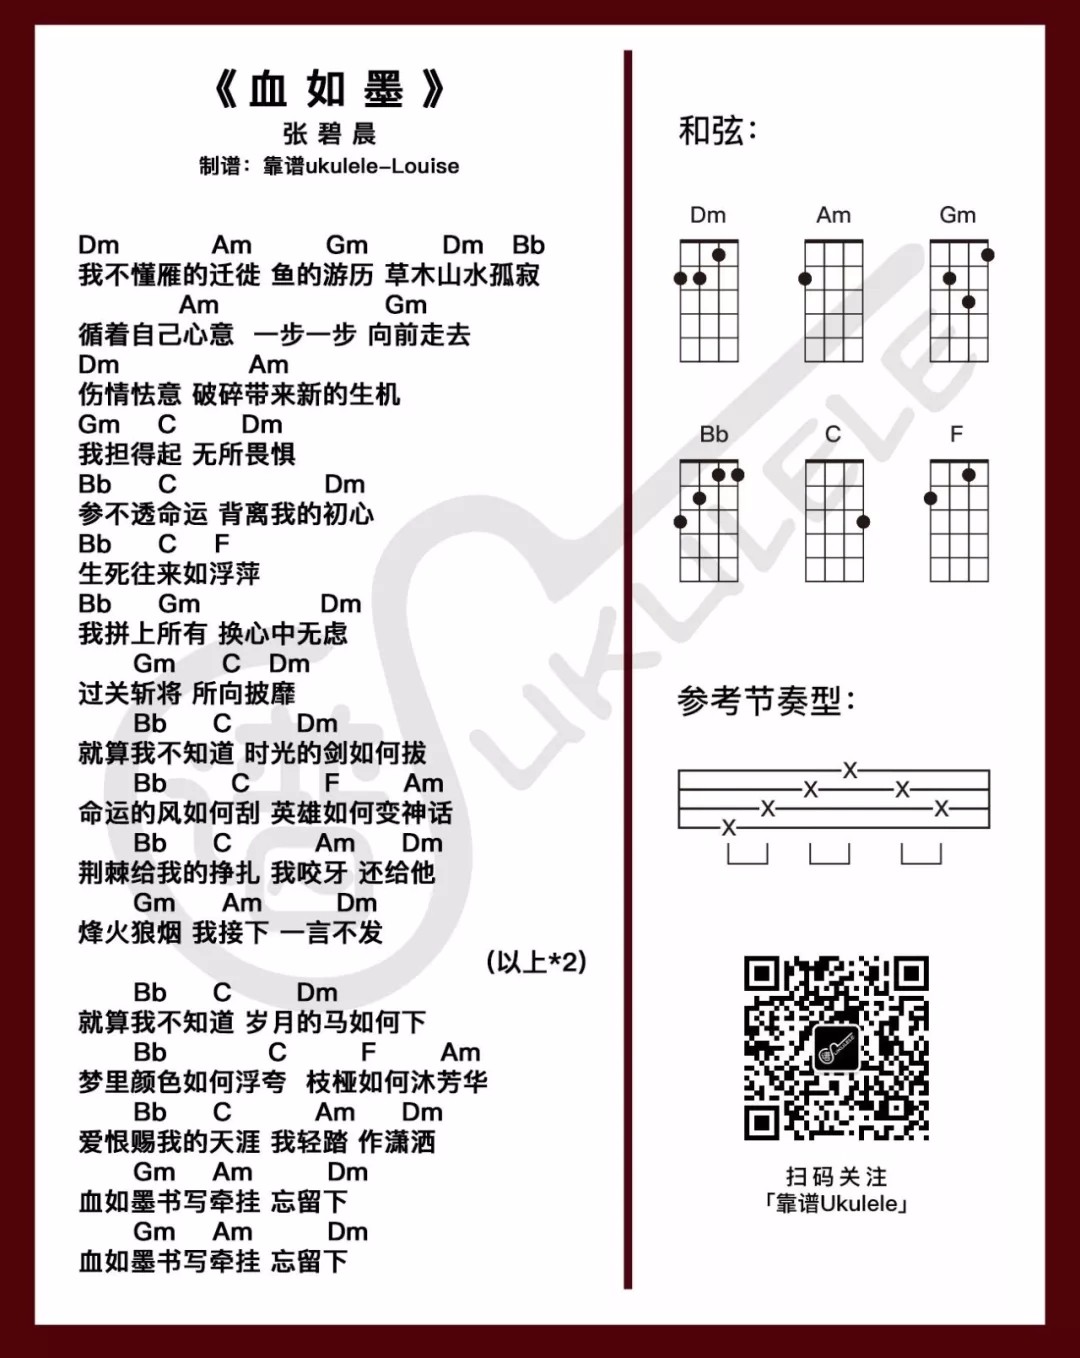 《血如墨》
张碧晨
制谱：靠谱ukulele-Louise
Dm Am Gm Dm Bb
我不懂雁的迁徙 鱼的游历 草木山水孤寂
Am Gm
循着自己心意 一步一步 向前走去
Dm Am
伤情怯意 破碎带来新的生机
Gm C Dm
我担得起 无所畏惧
Bb C Dm
参不透命运 背离我的初心
Bb C F
生死往来如浮萍
Bb Gm Dm
我拼上所有 换心中无虑
Gm C Dm
过关斩将 所向披靡
Bb C Dm
就算我不知道 时光的剑如何拔
Bb C F Am
命运的风如何刮 英雄如何变神话
Bb C Am Dm
荆棘给我的挣扎 我咬牙 还给他
Gm Am Dm
烽火狼烟 我接下 一言不发
(以上*2)
Bb C Dm
就算我不知道 岁月的马如何下
Bb C F Am
梦里颜色如何浮夸 枝桠如何沐芳华
Bb C Am Dm
爱恨赐我的天涯 我轻踏 作潇洒
Gm Am Dm
血如墨书写牵挂 忘留下
Gm Am Dm
血如墨书写牵挂 忘留下
和弦：
Dm Am Gm
Bb C F
参考节奏型：
X
X X
X X
X
扫码关注
「靠谱Ukulele」
谱UKULELE